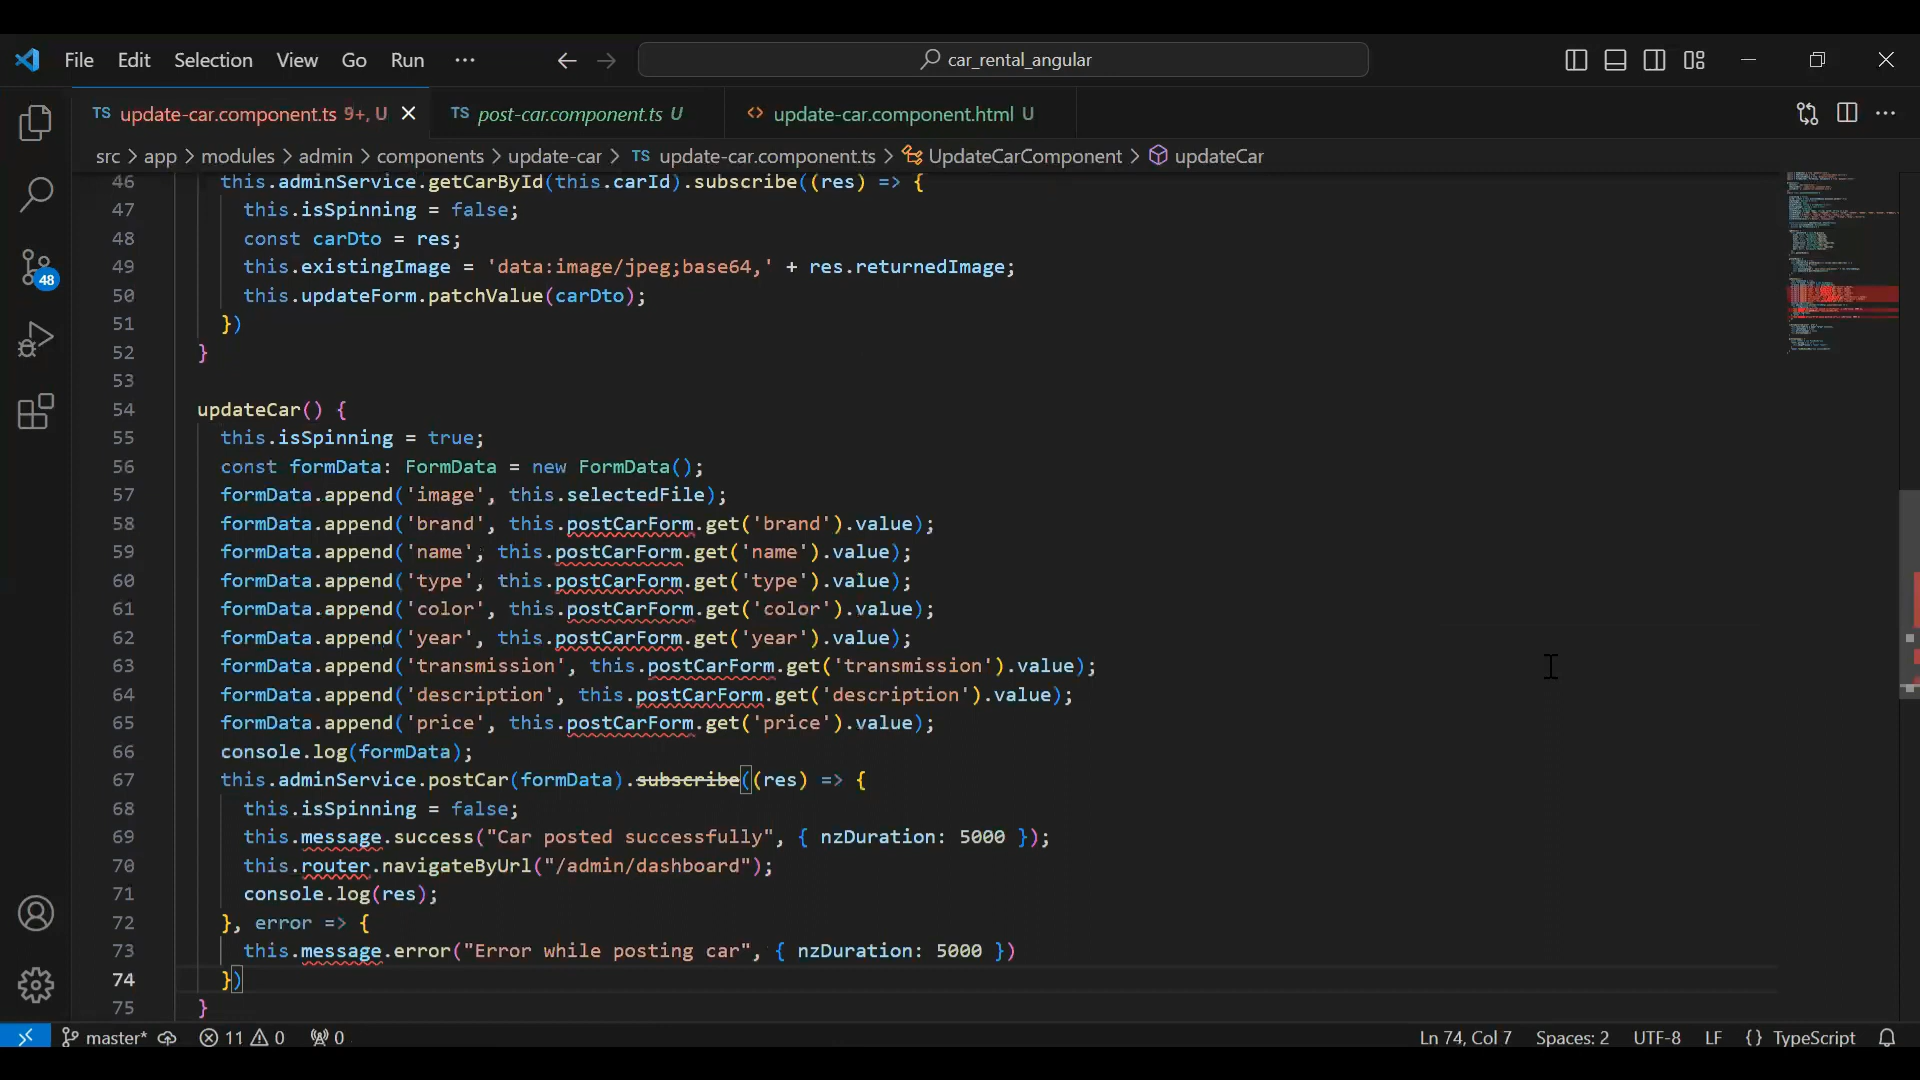 File Edit Selection View Go Run ··· car_rental_angular
TS update-car.component.ts 9+, U TS post-car.component.ts U <> update-car.component.html U
src > app > modules > admin > components > update-car > TS update-car.component.ts > UpdateCarComponent > updateCar
46 this.adminService.getCarById(this.carId).subscribe((res) => {
47 this.isSpinning = false;
48 const carDto = res;
49 this.existingImage = 'data:image/jpeg;base64,' + res.returnedImage;
50 this.updateForm.patchValue(carDto);
51 })
52 }
53
54 updateCar() {
55 this.isSpinning = true;
56 const formData: FormData = new FormData();
57 formData.append('image', this.selectedFile);
58 formData.append('brand', this.postCarForm.get('brand').value);
59 formData.append('name', this.postCarForm.get('name').value);
60 formData.append('type', this.postCarForm.get('type').value);
61 formData.append('color', this.postCarForm.get('color').value);
62 formData.append('year', this.postCarForm.get('year').value);
63 formData.append('transmission', this.postCarForm.get('transmission').value);
64 formData.append('description', this.postCarForm.get('description').value);
65 formData.append('price', this.postCarForm.get('price').value);
66 console.log(formData);
67 this.adminService.postCar(formData).subscribe((res) => {
68 this.isSpinning = false;
69 this.message.success("Car posted successfully", { nzDuration: 5000 });
70 this.router.navigateByUrl("/admin/dashboard");
71 console.log(res);
72 }, error => {
73 this.message.error("Error while posting car", { nzDuration: 5000 })
74 })
75 }
48
master* 11 0 0 Ln 74, Col 7 Spaces: 2 UTF-8 LF {} TypeScript